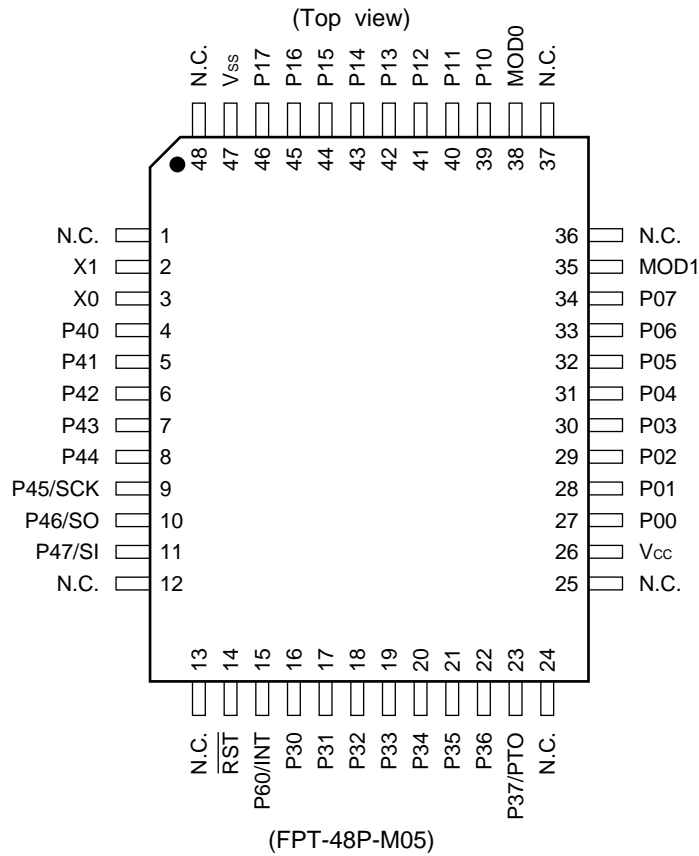 (Top view)
N.C.
Vss
P17
P16
P15
P14
P13
P12
P11
P10
MOD0
N.C.
48
47
46
45
44
43
42
41
40
39
38
37
N.C. 1
X1 2
X0 3
P40 4
P41 5
P42 6
P43 7
P44 8
P45/SCK 9
P46/SO 10
P47/SI 11
N.C. 12
36 N.C.
35 MOD1
34 P07
33 P06
32 P05
31 P04
30 P03
29 P02
28 P01
27 P00
26 Vcc
25 N.C.
13
14
15
16
17
18
19
20
21
22
23
24
N.C.
RST
P60/INT
P30
P31
P32
P33
P34
P35
P36
P37/PTO
N.C.
(FPT-48P-M05)